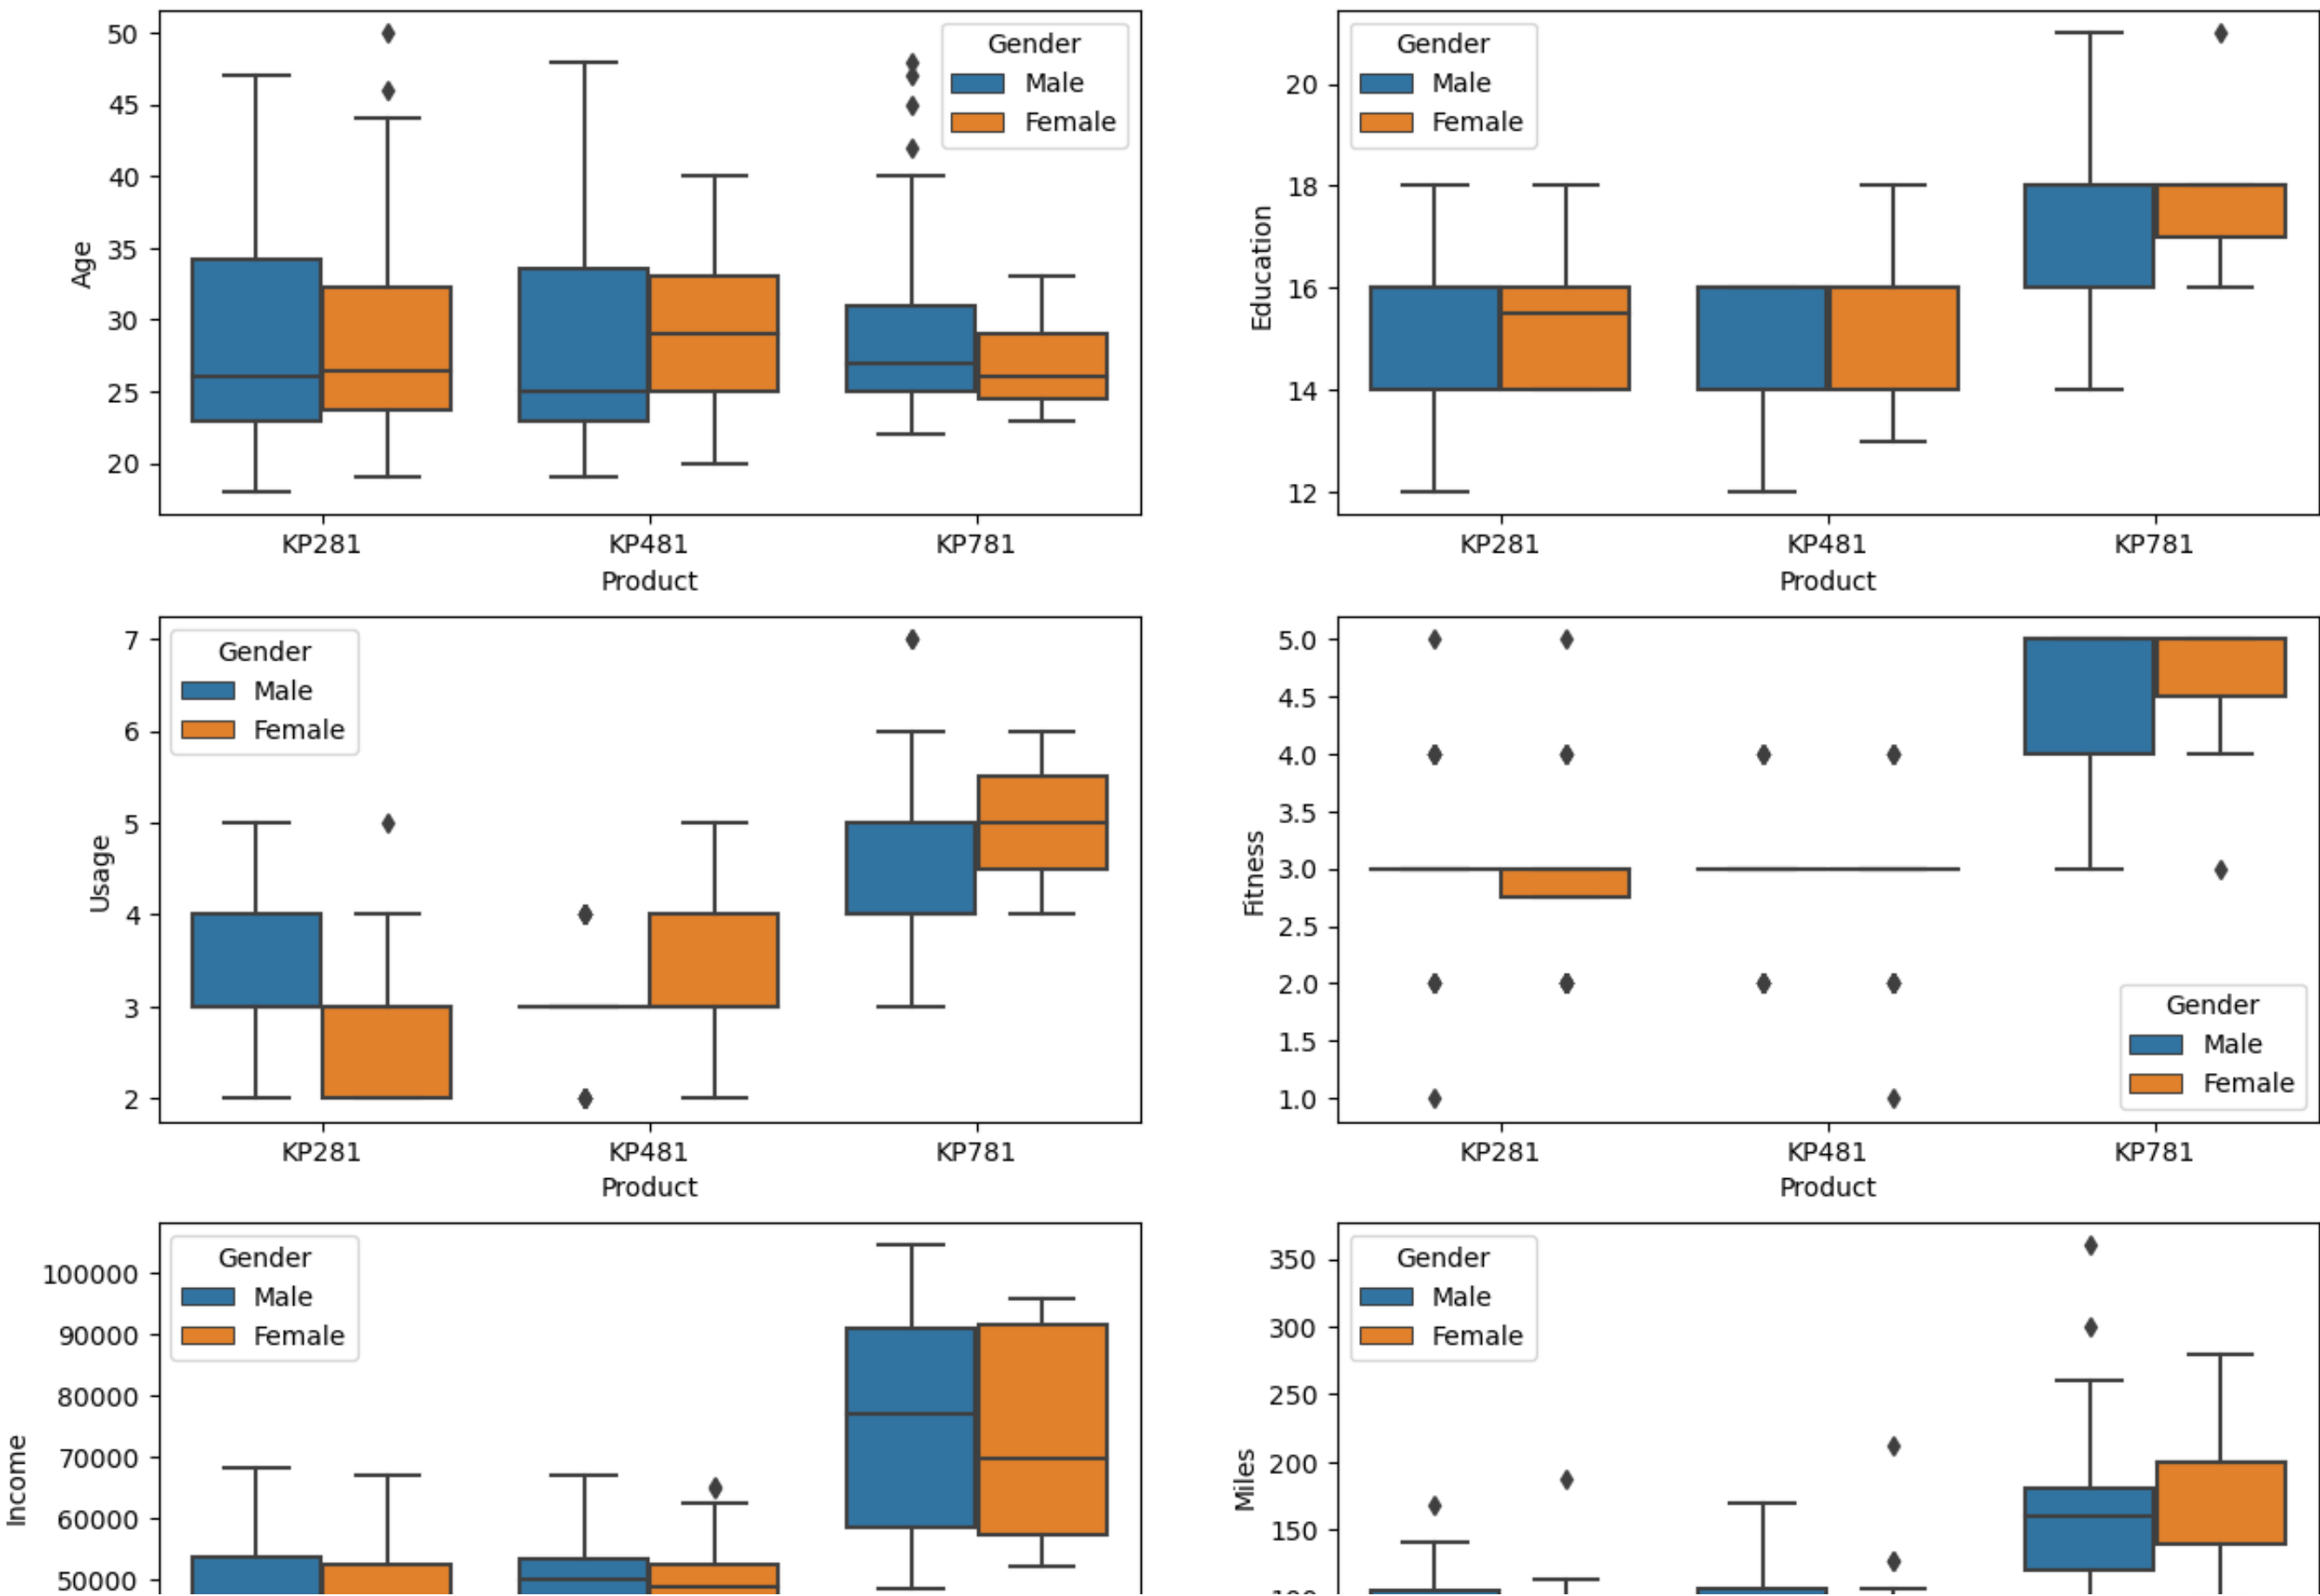 50
45
40
35
30
25
20
Age
Gender
Male
Female
KP281 KP481 KP781
Product
20
18
16
14
12
Education
Gender
Male
Female
KP281 KP481 KP781
Product
7
6
5
4
3
2
Usage
Gender
Male
Female
KP281 KP481 KP781
Product
5.0
4.5
4.0
3.5
3.0
2.5
2.0
1.5
1.0
Fitness
Gender
Male
Female
KP281 KP481 KP781
Product
100000
90000
80000
70000
60000
50000
Income
Gender
Male
Female
350
300
250
200
150
Miles
Gender
Male
Female